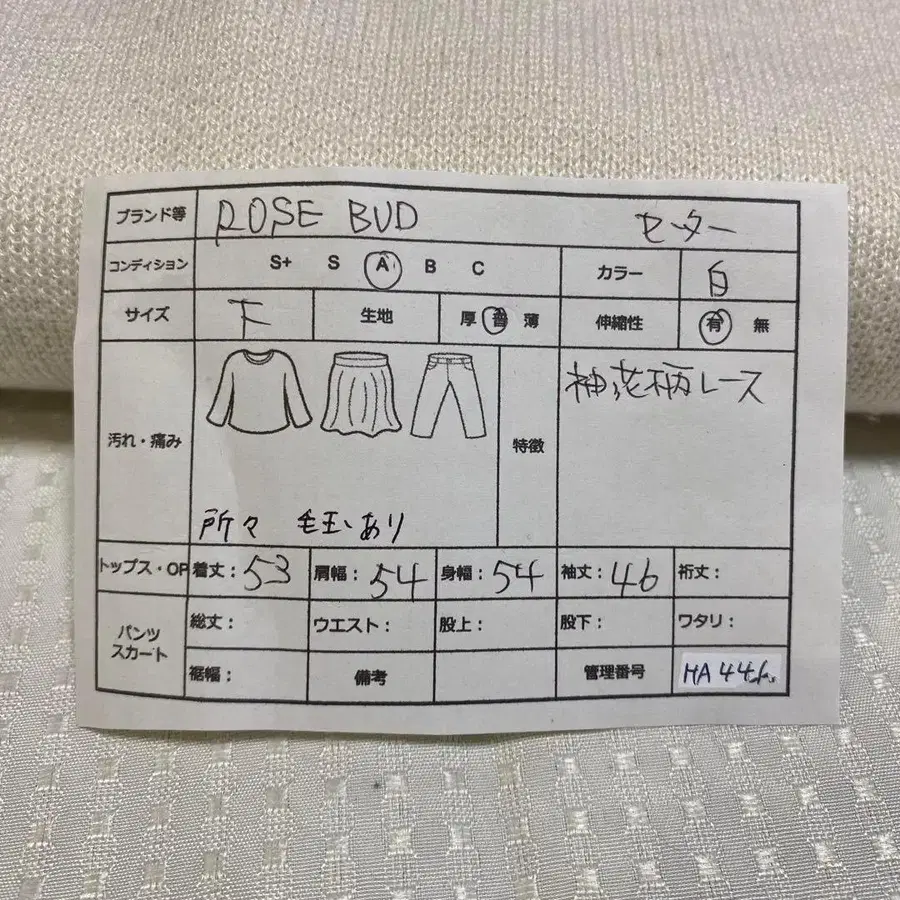 ブランド等 ROSE BUD セーター
コンディション S+ S A B C カラー 白
サイズ F 生地 厚 普 薄 伸縮性 有 無
汚れ・痛み 特徴 袖花柄レース
所々 毛玉あり
トップス・OP 着丈:53 肩幅:54 身幅:54 袖丈:46 裄丈:
パンツ スカート 総丈: ウエスト: 股上: 股下: ワタリ:
裾幅: 備考 管理番号